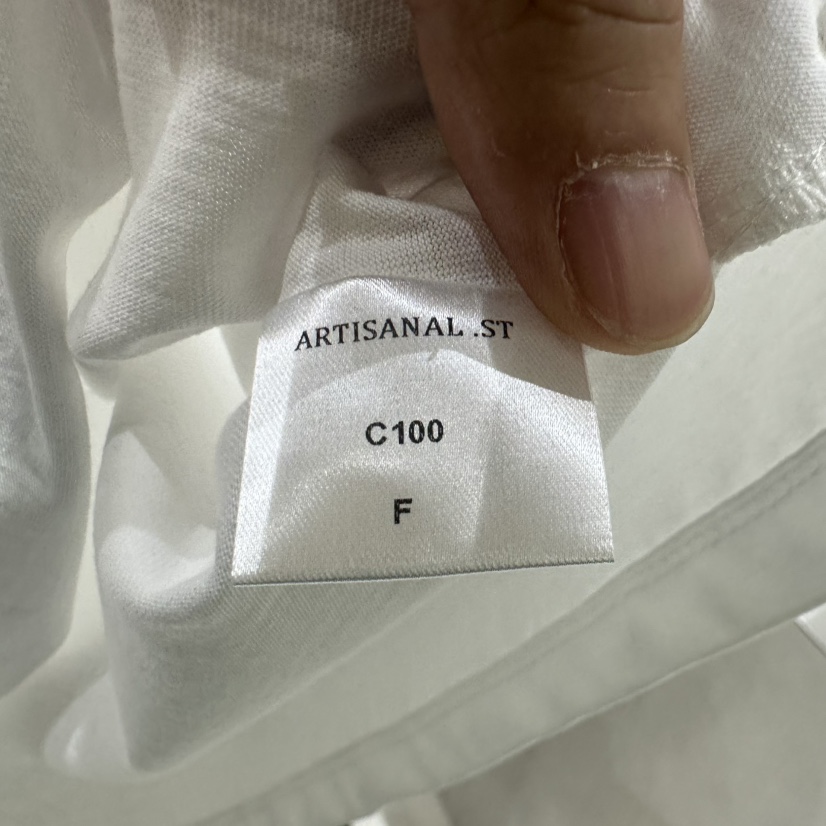 ARTISANAL .ST
C100
F